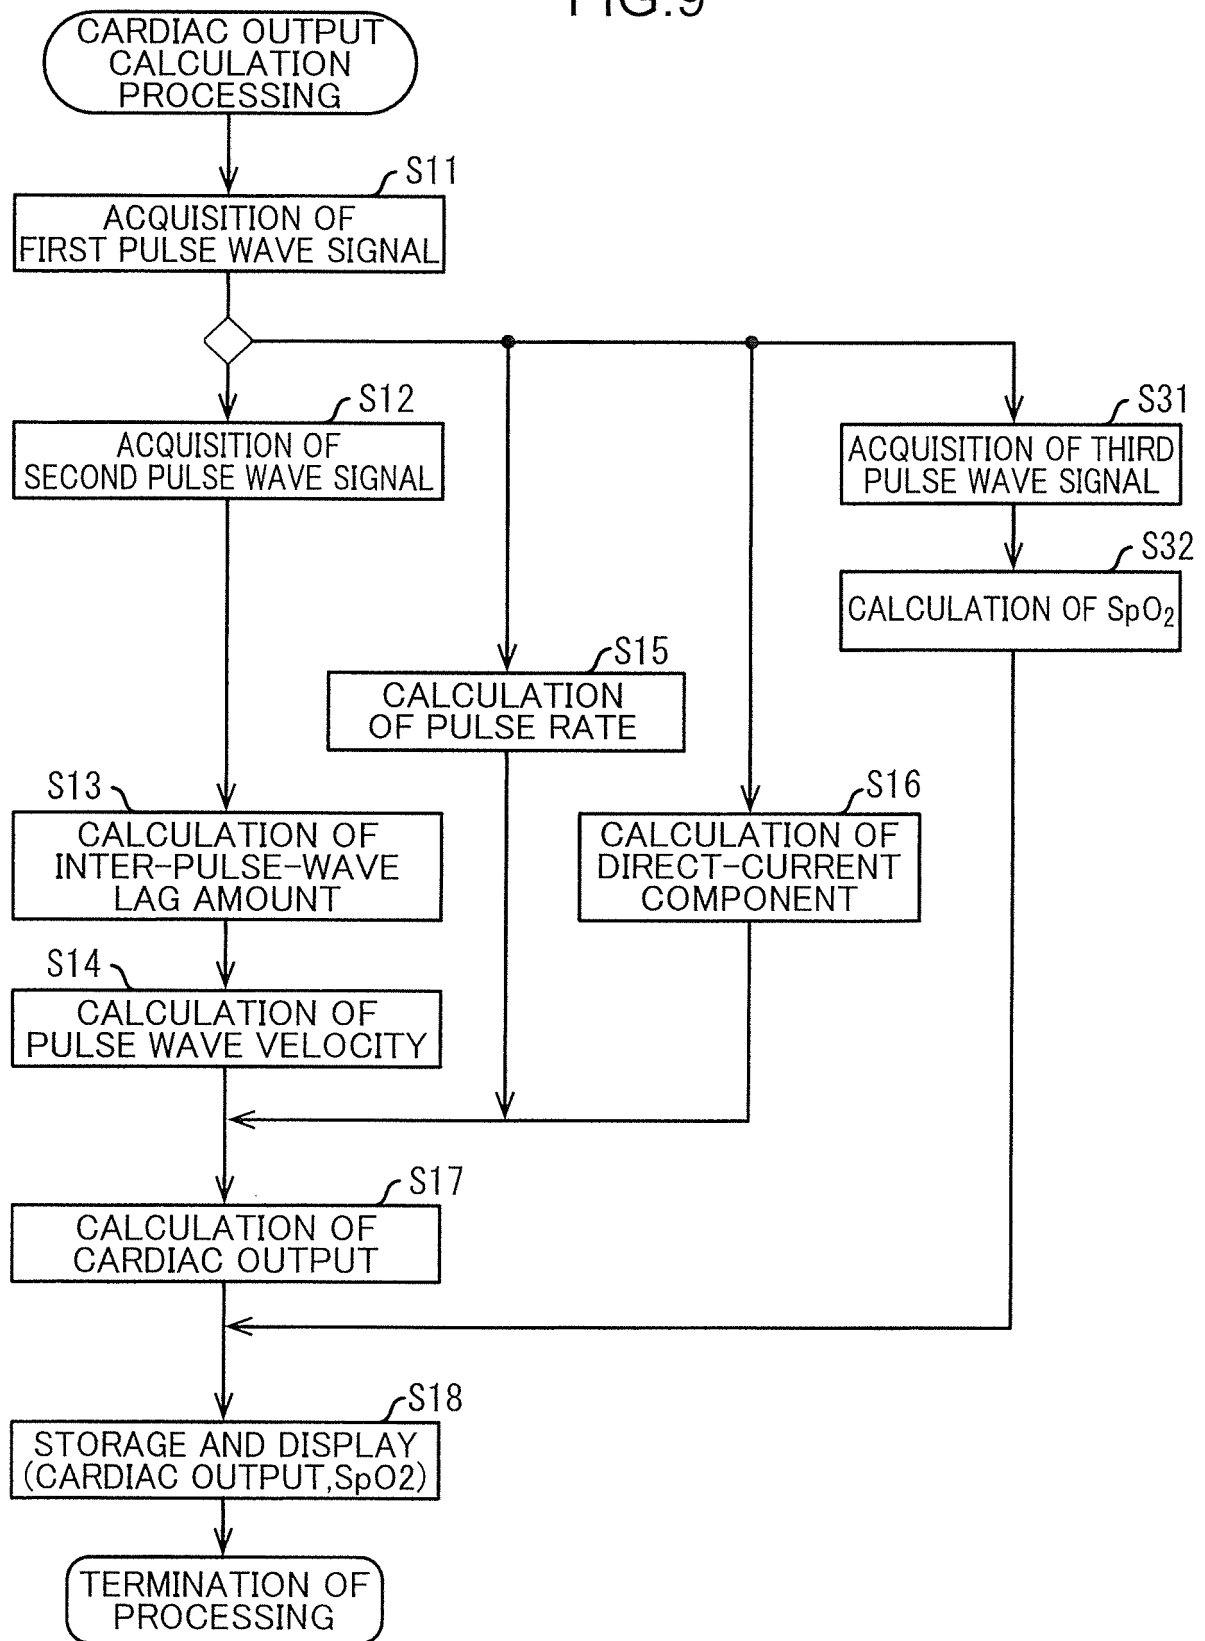 FIG.9
CARDIAC OUTPUT
CALCULATION
PROCESSING
S11
ACQUISITION OF
FIRST PULSE WAVE SIGNAL
S12
ACQUISITION OF
SECOND PULSE WAVE SIGNAL
S31
ACQUISITION OF THIRD
PULSE WAVE SIGNAL
S32
CALCULATION OF SpO₂
S15
CALCULATION
OF PULSE RATE
S13
CALCULATION OF
INTER-PULSE-WAVE
LAG AMOUNT
S16
CALCULATION OF
DIRECT-CURRENT
COMPONENT
S14
CALCULATION OF
PULSE WAVE VELOCITY
S17
CALCULATION OF
CARDIAC OUTPUT
S18
STORAGE AND DISPLAY
(CARDIAC OUTPUT,SpO2)
TERMINATION OF
PROCESSING